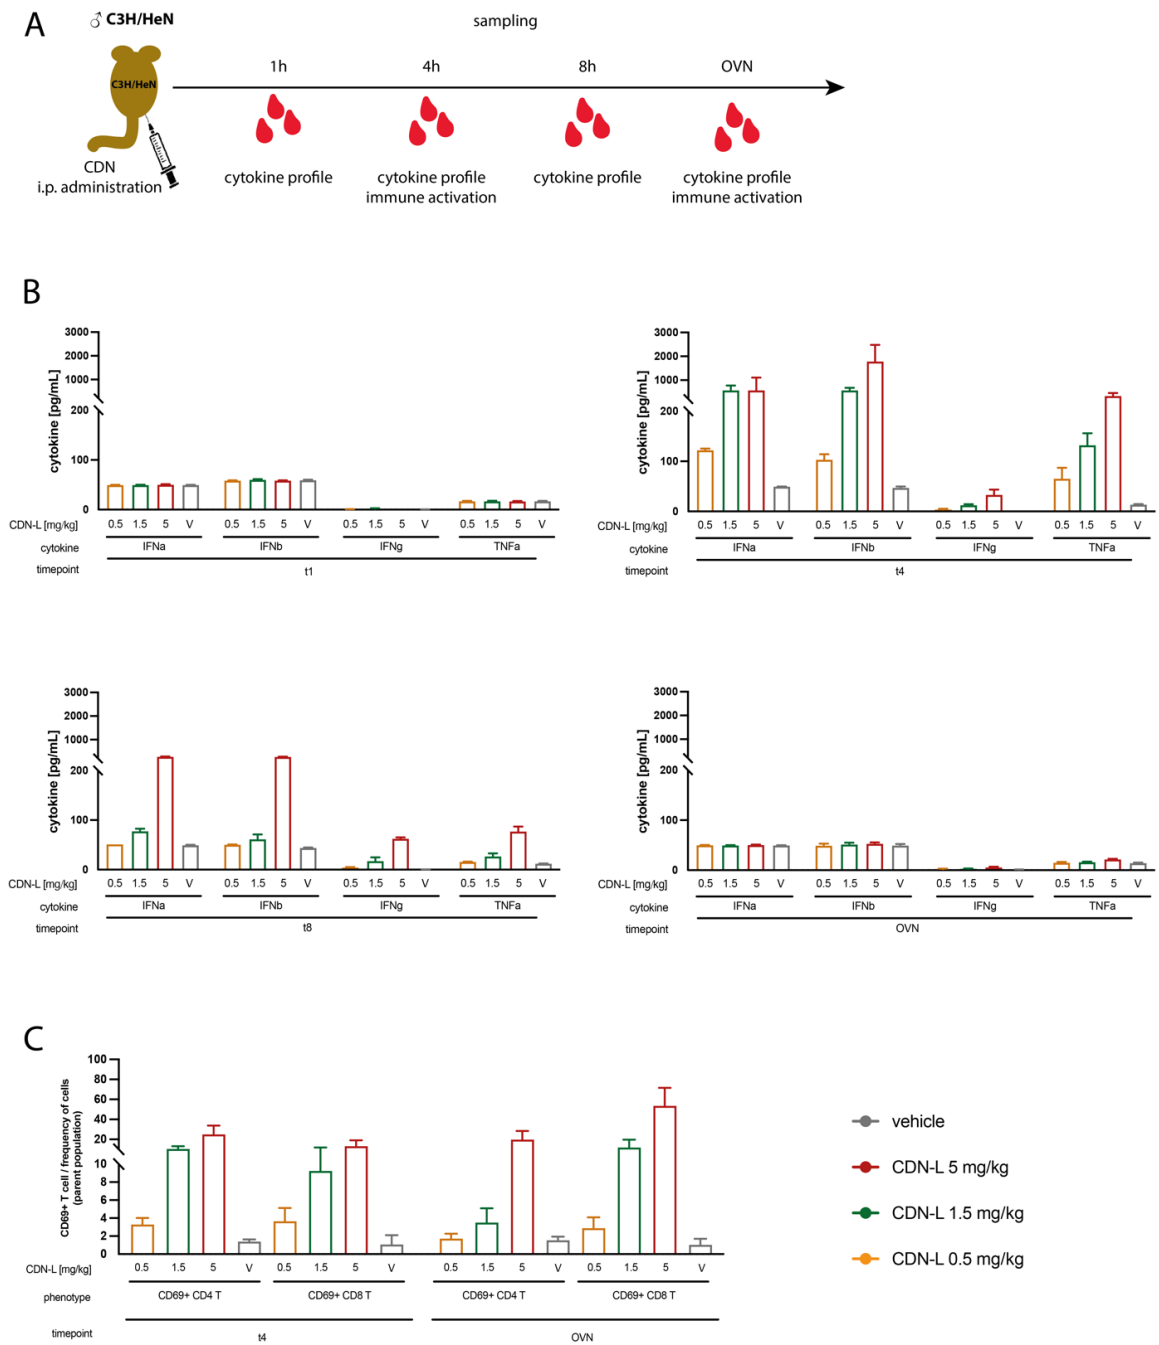 A
♂ C3H/HeN
sampling
C3H/HeN
1h 4h 8h OVN
CDN
i.p. administration
cytokine profile
cytokine profile
immune activation
cytokine profile
cytokine profile
immune activation
B
cytokine [pg/mL]
3000
2000
1000
200
100
0
CDN-L [mg/kg] 0.5 1.5 5 V 0.5 1.5 5 V 0.5 1.5 5 V 0.5 1.5 5 V
cytokine IFNa IFNb IFNg TNFa
timepoint t1
cytokine [pg/mL]
3000
2000
1000
200
100
0
CDN-L [mg/kg] 0.5 1.5 5 V 0.5 1.5 5 V 0.5 1.5 5 V 0.5 1.5 5 V
cytokine IFNa IFNb IFNg TNFa
timepoint t4
cytokine [pg/mL]
3000
2000
1000
200
100
0
CDN-L [mg/kg] 0.5 1.5 5 V 0.5 1.5 5 V 0.5 1.5 5 V 0.5 1.5 5 V
cytokine IFNa IFNb IFNg TNFa
timepoint t8
cytokine [pg/mL]
3000
2000
1000
200
100
0
CDN-L [mg/kg] 0.5 1.5 5 V 0.5 1.5 5 V 0.5 1.5 5 V 0.5 1.5 5 V
cytokine IFNa IFNb IFNg TNFa
timepoint OVN
C
CD69+ T cell / frequency of cells
(parent population)
100
80
60
40
20
10
8
6
4
2
0
CDN-L [mg/kg] 0.5 1.5 5 V 0.5 1.5 5 V 0.5 1.5 5 V 0.5 1.5 5 V
phenotype CD69+ CD4 T CD69+ CD8 T CD69+ CD4 T CD69+ CD8 T
timepoint t4 OVN
vehicle
CDN-L 5 mg/kg
CDN-L 1.5 mg/kg
CDN-L 0.5 mg/kg